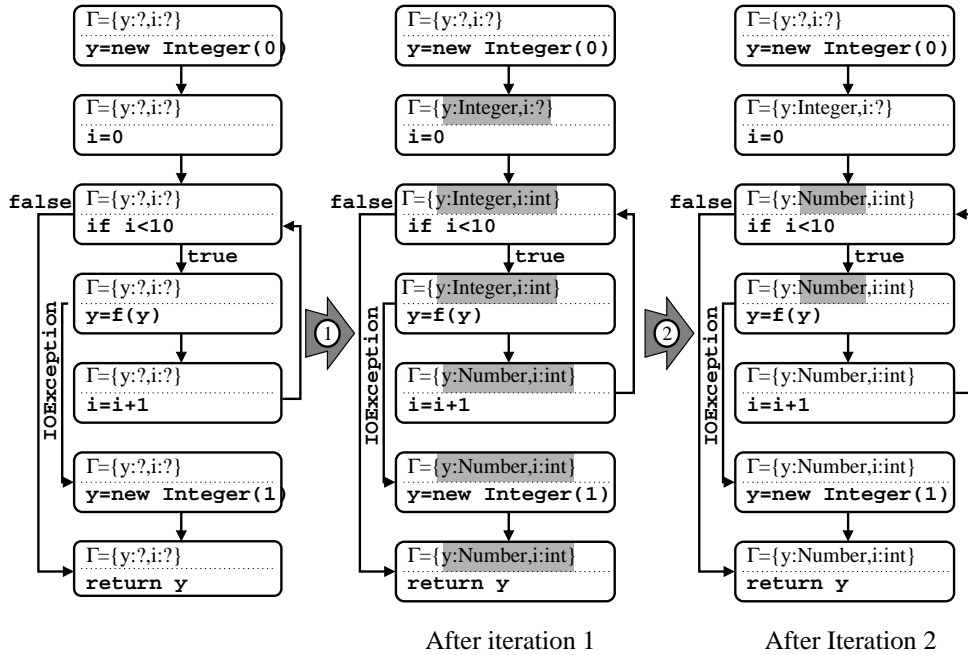 Γ={y:?,i:?}
y=new Integer(0)
Γ={y:?,i:?}
i=0
false
Γ={y:?,i:?}
if i<10
true
Γ={y:?,i:?}
y=f(y)
IOException
Γ={y:?,i:?}
i=i+1
Γ={y:?,i:?}
y=new Integer(1)
Γ={y:?,i:?}
return y
1
Γ={y:?,i:?}
y=new Integer(0)
Γ={y:Integer,i:?}
i=0
false
Γ={y:Integer,i:int}
if i<10
true
Γ={y:Integer,i:int}
y=f(y)
IOException
Γ={y:Number,i:int}
i=i+1
Γ={y:Number,i:int}
y=new Integer(1)
Γ={y:Number,i:int}
return y
After iteration 1
2
Γ={y:?,i:?}
y=new Integer(0)
Γ={y:Integer,i:?}
i=0
false
Γ={y:Number,i:int}
if i<10
true
Γ={y:Number,i:int}
y=f(y)
IOException
Γ={y:Number,i:int}
i=i+1
Γ={y:Number,i:int}
y=new Integer(1)
Γ={y:Number,i:int}
return y
After Iteration 2